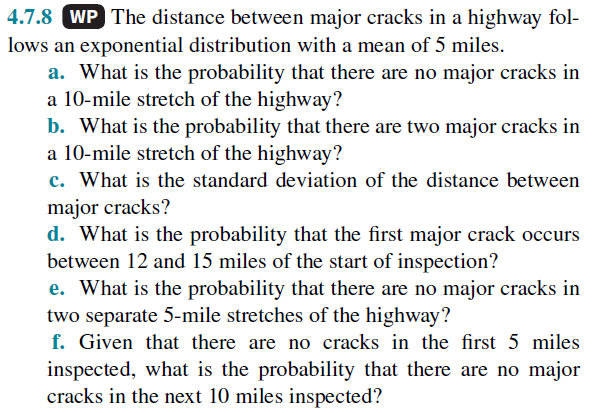 4.7.8 WP The distance between major cracks in a highway fol-
lows an exponential distribution with a mean of 5 miles.
a. What is the probability that there are no major cracks in
a 10-mile stretch of the highway?
b. What is the probability that there are two major cracks in
a 10-mile stretch of the highway?
c. What is the standard deviation of the distance between
major cracks?
d. What is the probability that the first major crack occurs
between 12 and 15 miles of the start of inspection?
e. What is the probability that there are no major cracks in
two separate 5-mile stretches of the highway?
f. Given that there are no cracks in the first 5 miles
inspected, what is the probability that there are no major
cracks in the next 10 miles inspected?